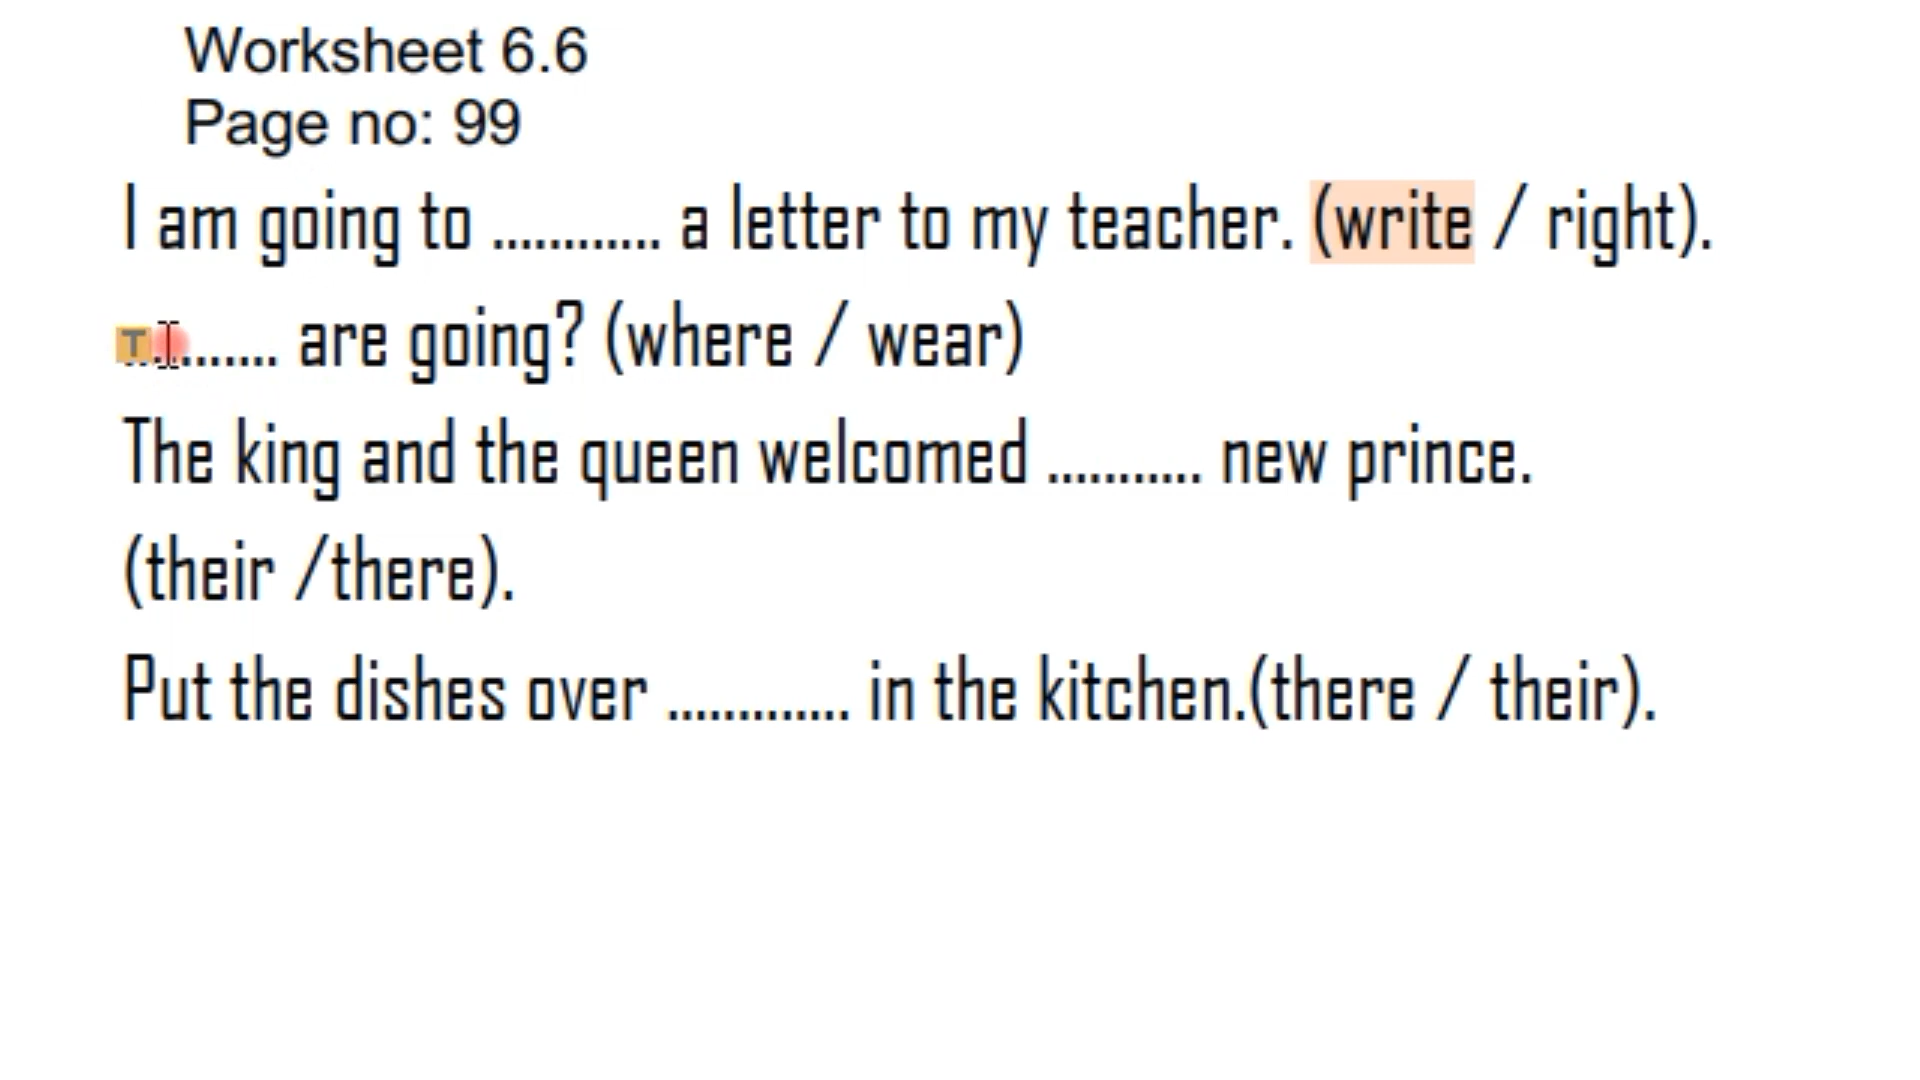 Worksheet 6.6
Page no: 99
I am going to ............ a letter to my teacher. (write / right).
T ........... are going? (where / wear)
The king and the queen welcomed ........... new prince.
(their /there).
Put the dishes over ............. in the kitchen.(there / their).